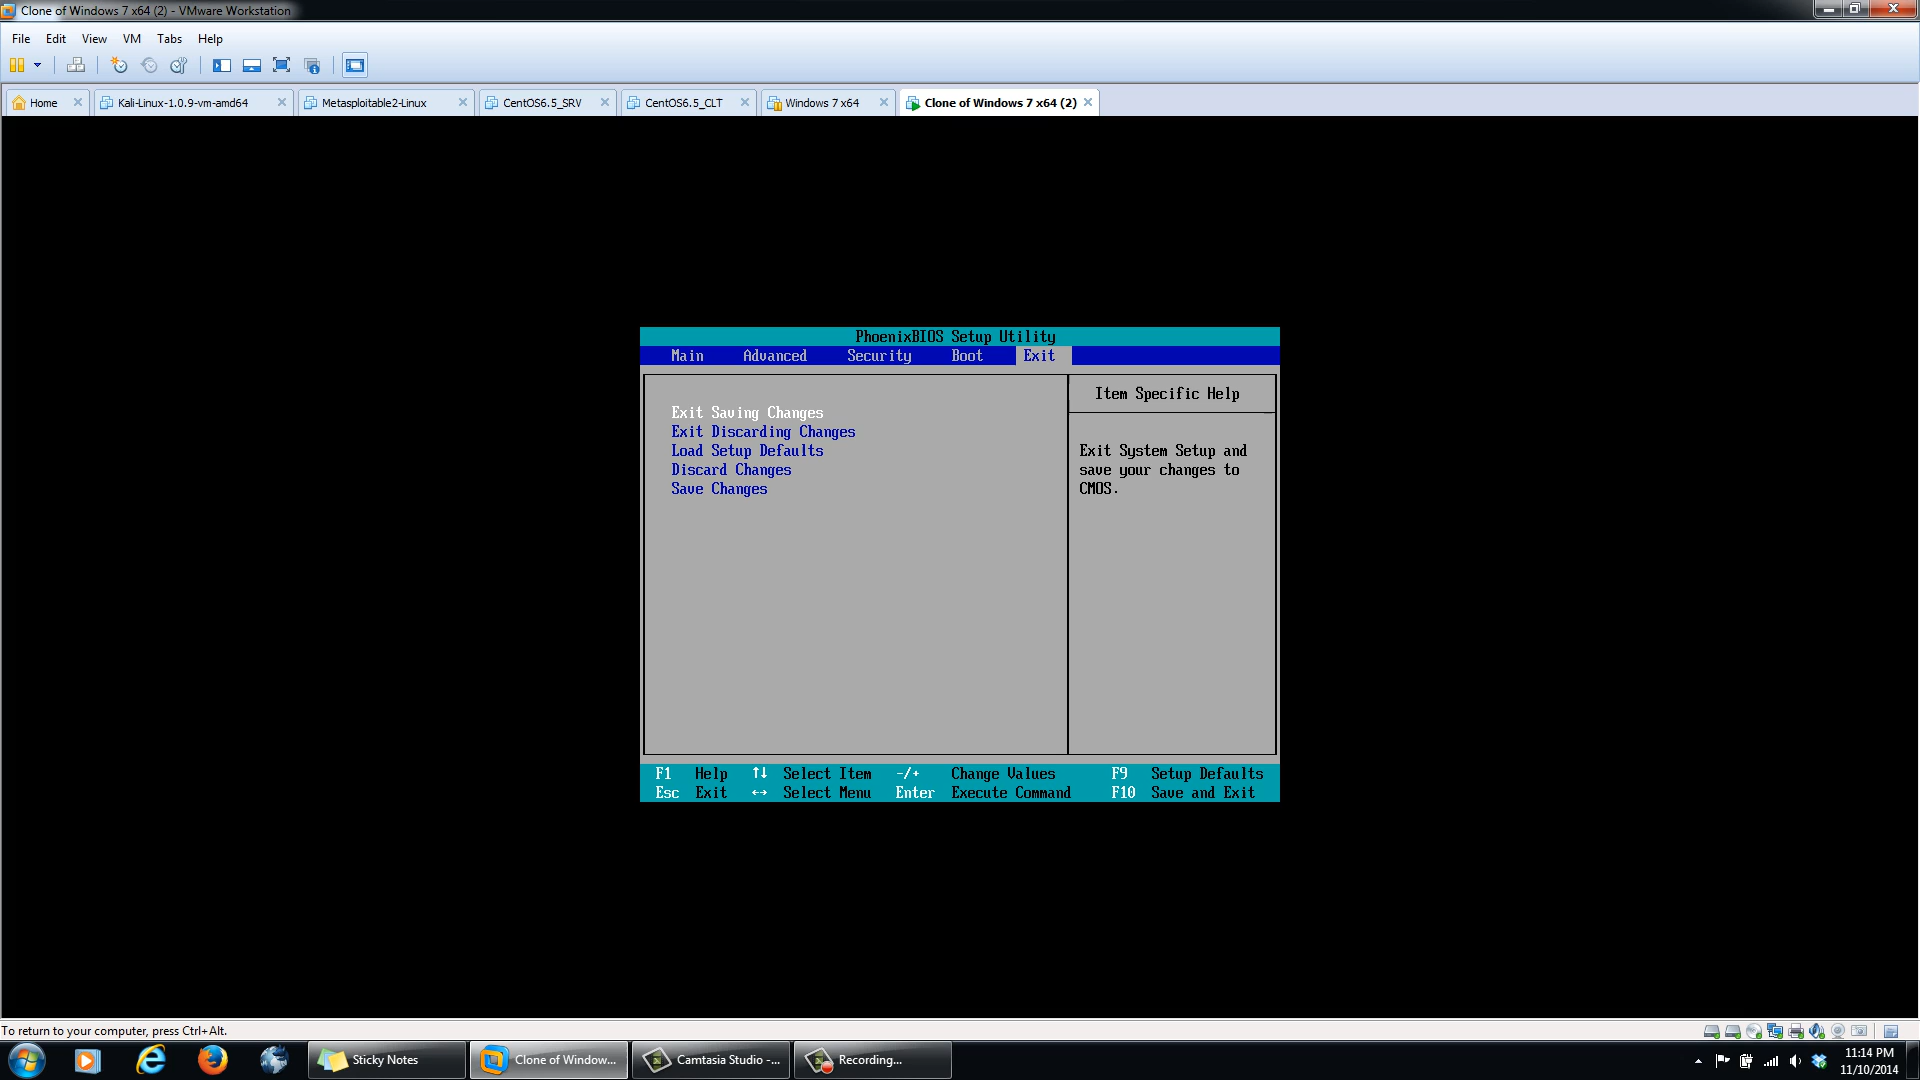 Clone of Windows 7 x64 (2) - VMware Workstation
File Edit View VM Tabs Help
Home Kali-Linux-1.0.9-vm-amd64 Metasploitable2-Linux CentOS6.5_SRV CentOS6.5_CLT Windows 7 x64 Clone of Windows 7 x64 (2)
PhoenixBIOS Setup Utility
Main Advanced Security Boot Exit
Item Specific Help
Exit Saving Changes
Exit Discarding Changes
Load Setup Defaults
Discard Changes
Save Changes
Exit System Setup and
save your changes to
CMOS.
F1 Help ↑↓ Select Item -/+ Change Values F9 Setup Defaults
Esc Exit ↔ Select Menu Enter Execute Command F10 Save and Exit
To return to your computer, press Ctrl+Alt.
Sticky Notes Clone of Window... Camtasia Studio -... Recording...
11:14 PM
11/10/2014